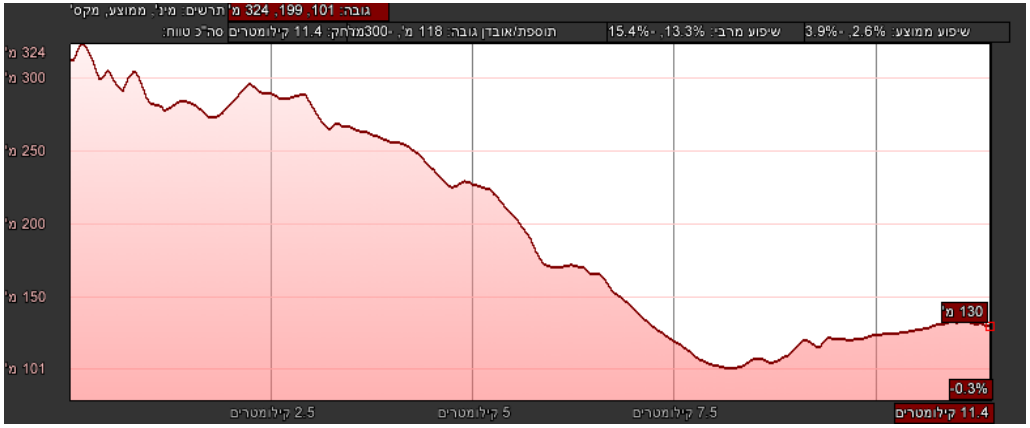 תרשים: מינ', ממוצע, מקס' גובה: 101, 199, 324 מ'
סה"כ טווח: מרחק: 11.4 קילומטרים תוספת/אובדן גובה: 118 מ', -300מ' שיפוע מרבי: 13.3%, -15.4% שיפוע ממוצע: 2.6%, -3.9%
324 מ'
300 מ'
250 מ'
200 מ'
150 מ'
130 מ'
101 מ'
-0.3%
2.5 קילומטרים 5 קילומטרים 7.5 קילומטרים 11.4 קילומטרים